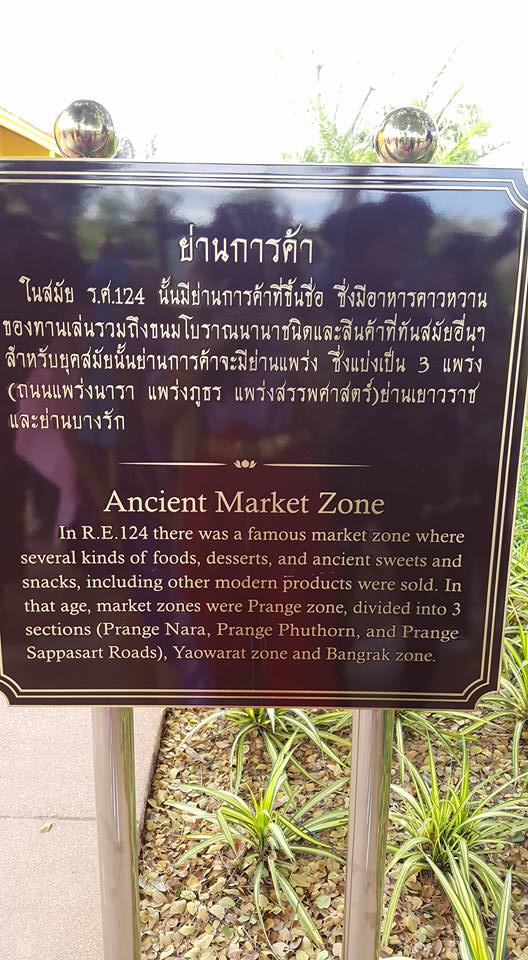 ย่านการค้า
ในสมัย ร.ศ.124 นั้นมีย่านการค้าที่ขึ้นชื่อ ซึ่งมีอาหารคาวหวาน
ของทานเล่นรวมถึงขนมโบราณนานาชนิดและสินค้าที่ทันสมัยอื่นๆ
สำหรับยุคสมัยนั้นย่านการค้าจะมีย่านแพร่ง ซึ่งแบ่งเป็น 3 แพร่ง
(ถนนแพร่งนารา แพร่งภูธร แพร่งสรรพศาสตร์)ย่านเยาวราช
และย่านบางรัก
Ancient Market Zone
In R.E.124 there was a famous market zone where
several kinds of foods, desserts, and ancient sweets and
snacks, including other modern products were sold. In
that age, market zones were Prange zone, divided into 3
sections (Prange Nara, Prange Phuthorn, and Prange
Sappasart Roads), Yaowarat zone and Bangrak zone.